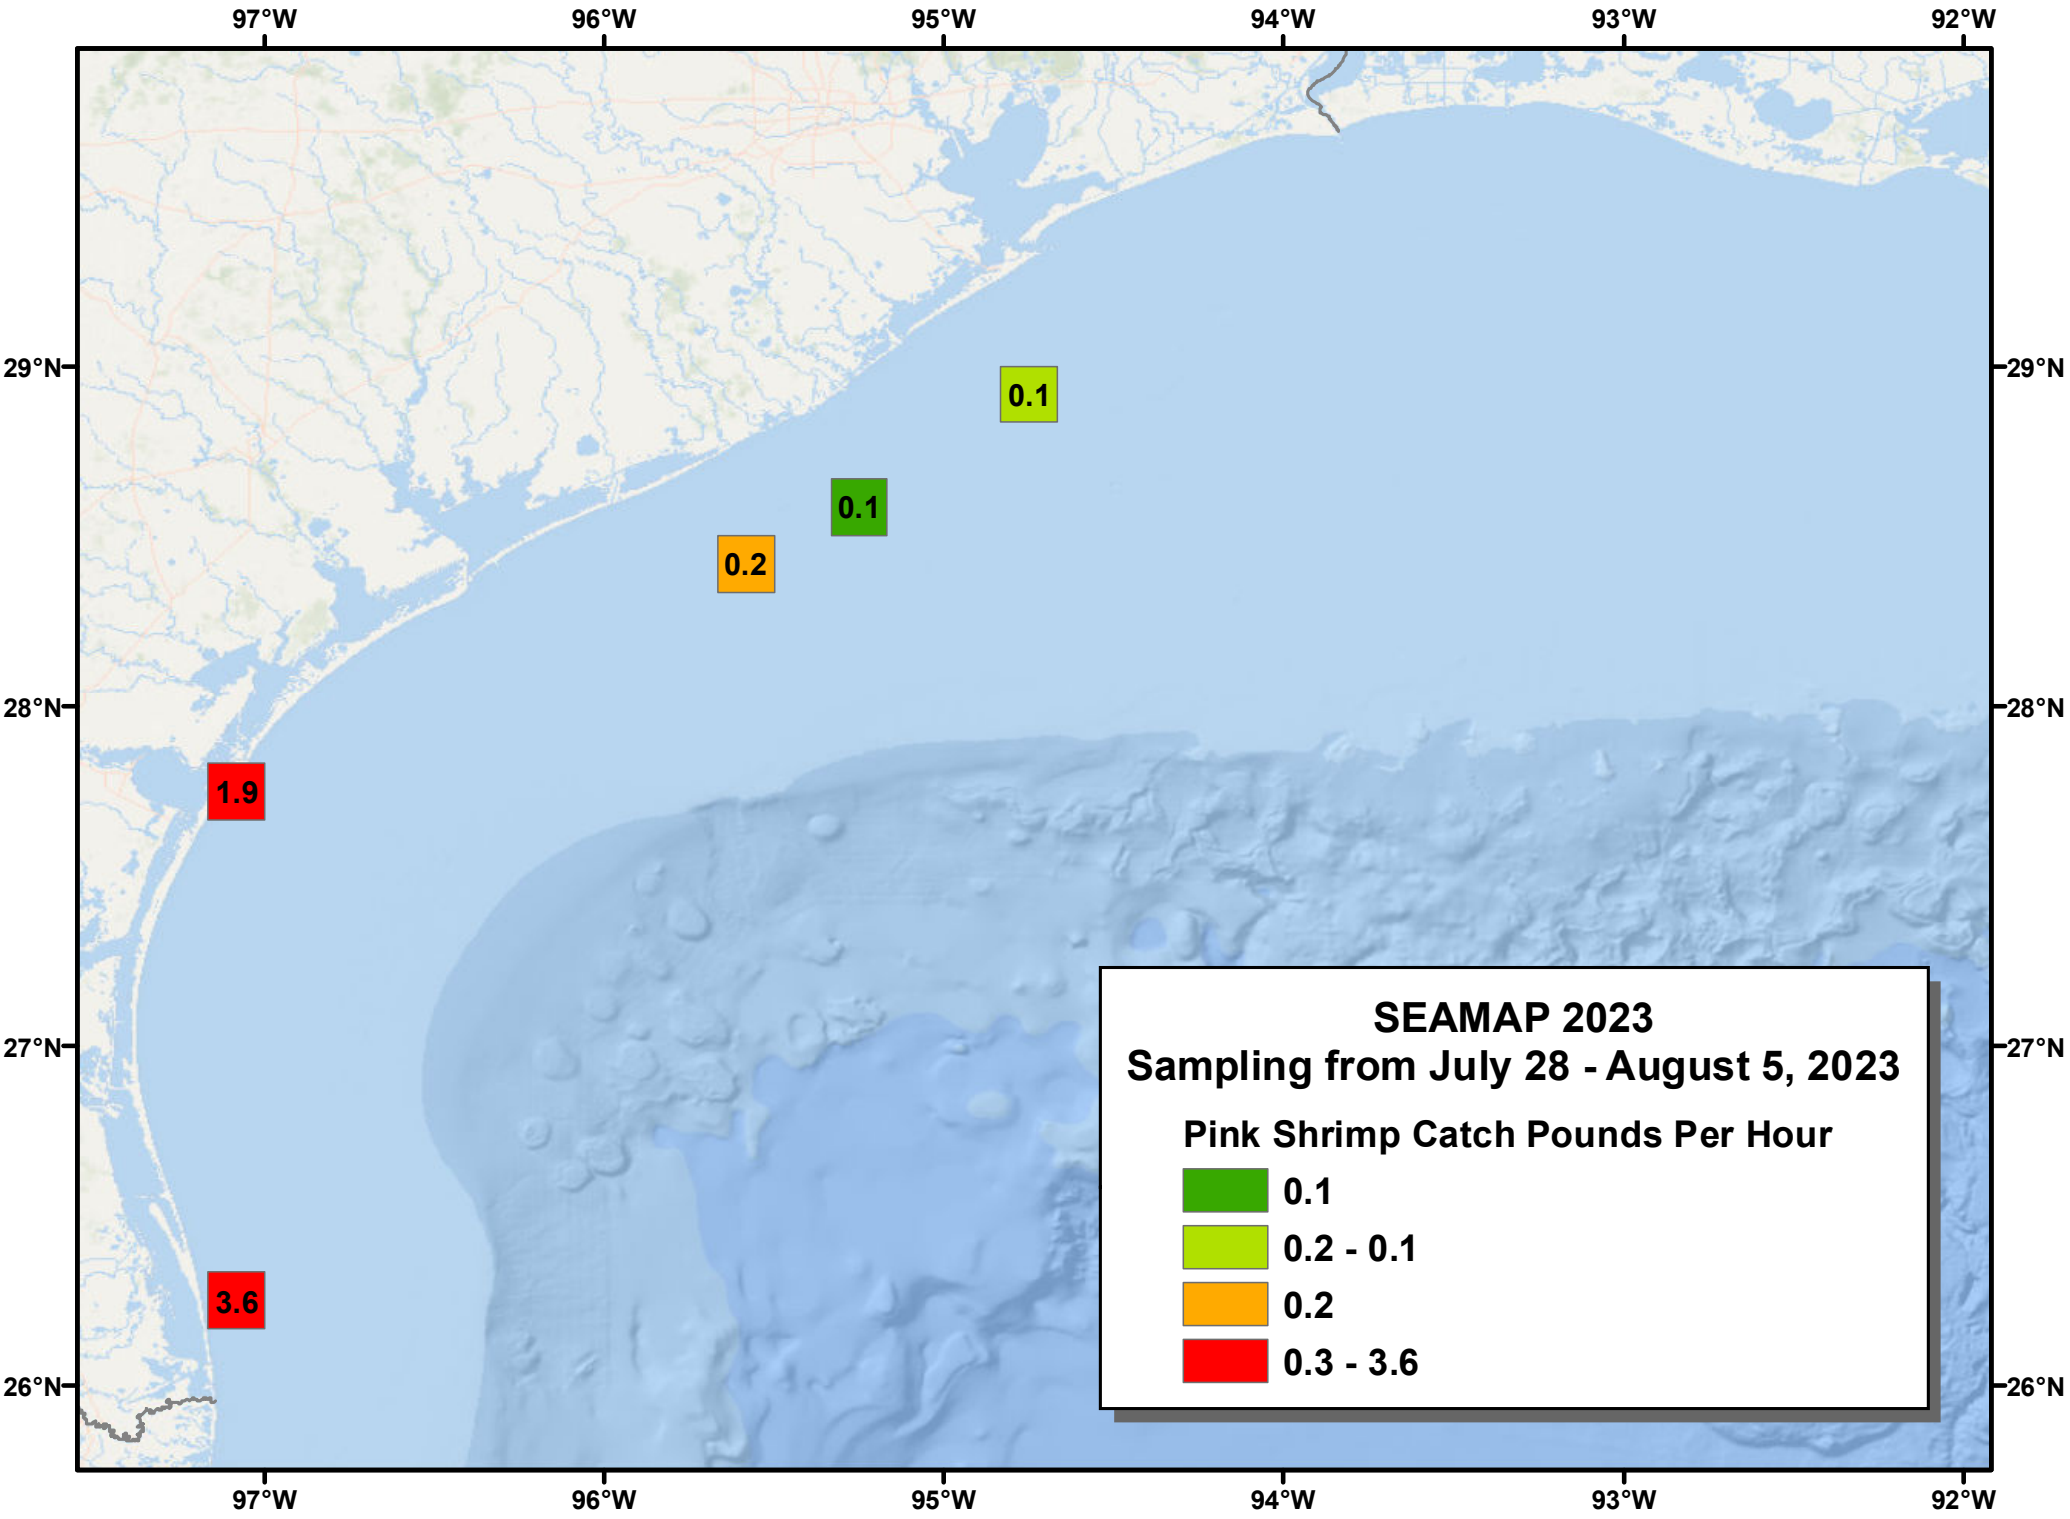 97°W 96°W 95°W 94°W 93°W 92°W
29°N 29°N
0.1
0.1
0.2
28°N 28°N
1.9
SEAMAP 2023
27°N 27°N
Sampling from July 28 - August 5, 2023
Pink Shrimp Catch Pounds Per Hour
0.1
0.2 - 0.1
3.6
0.2
0.3 - 3.6
26°N 26°N
97°W 96°W 95°W 94°W 93°W 92°W